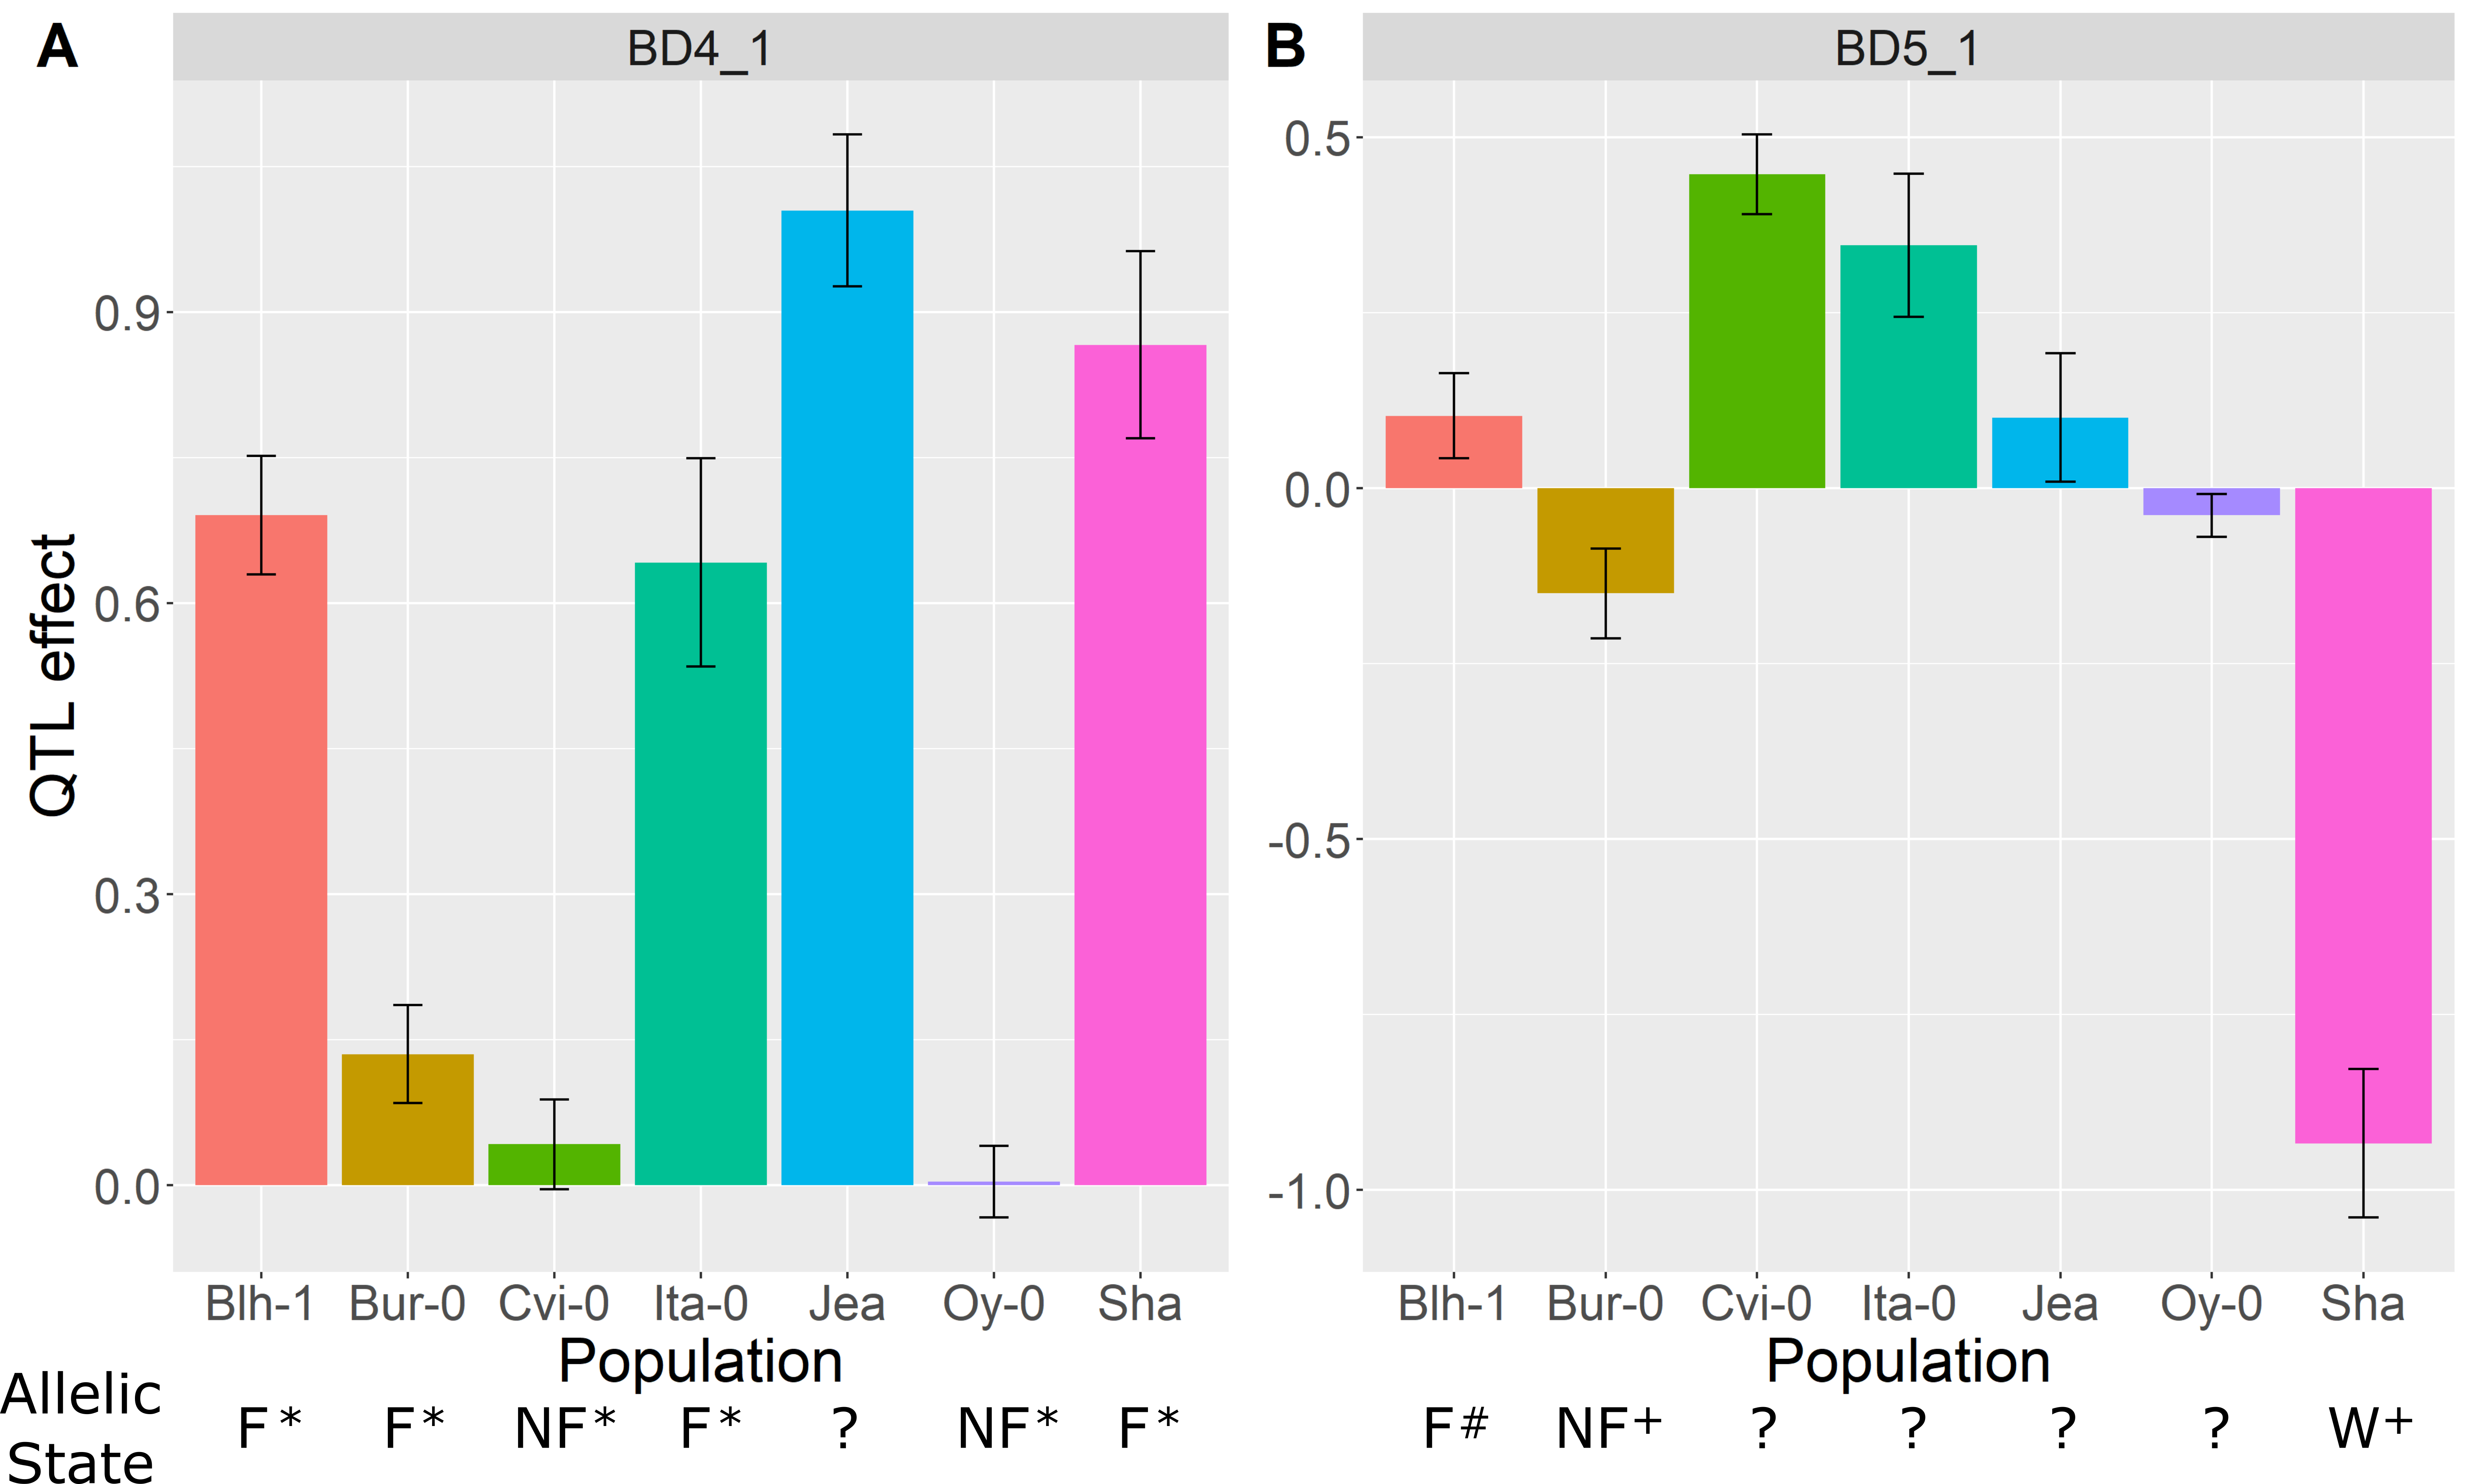 A
BD4_1
QTL effect
0.9
0.6
0.3
0.0
Blh-1 Bur-0 Cvi-0 Ita-0 Jea Oy-0 Sha
Population
Allelic
State
F* F* NF* F* ? NF* F*
B
BD5_1
0.5
0.0
-0.5
-1.0
Blh-1 Bur-0 Cvi-0 Ita-0 Jea Oy-0 Sha
Population
F# NF+ ? ? ? ? W+